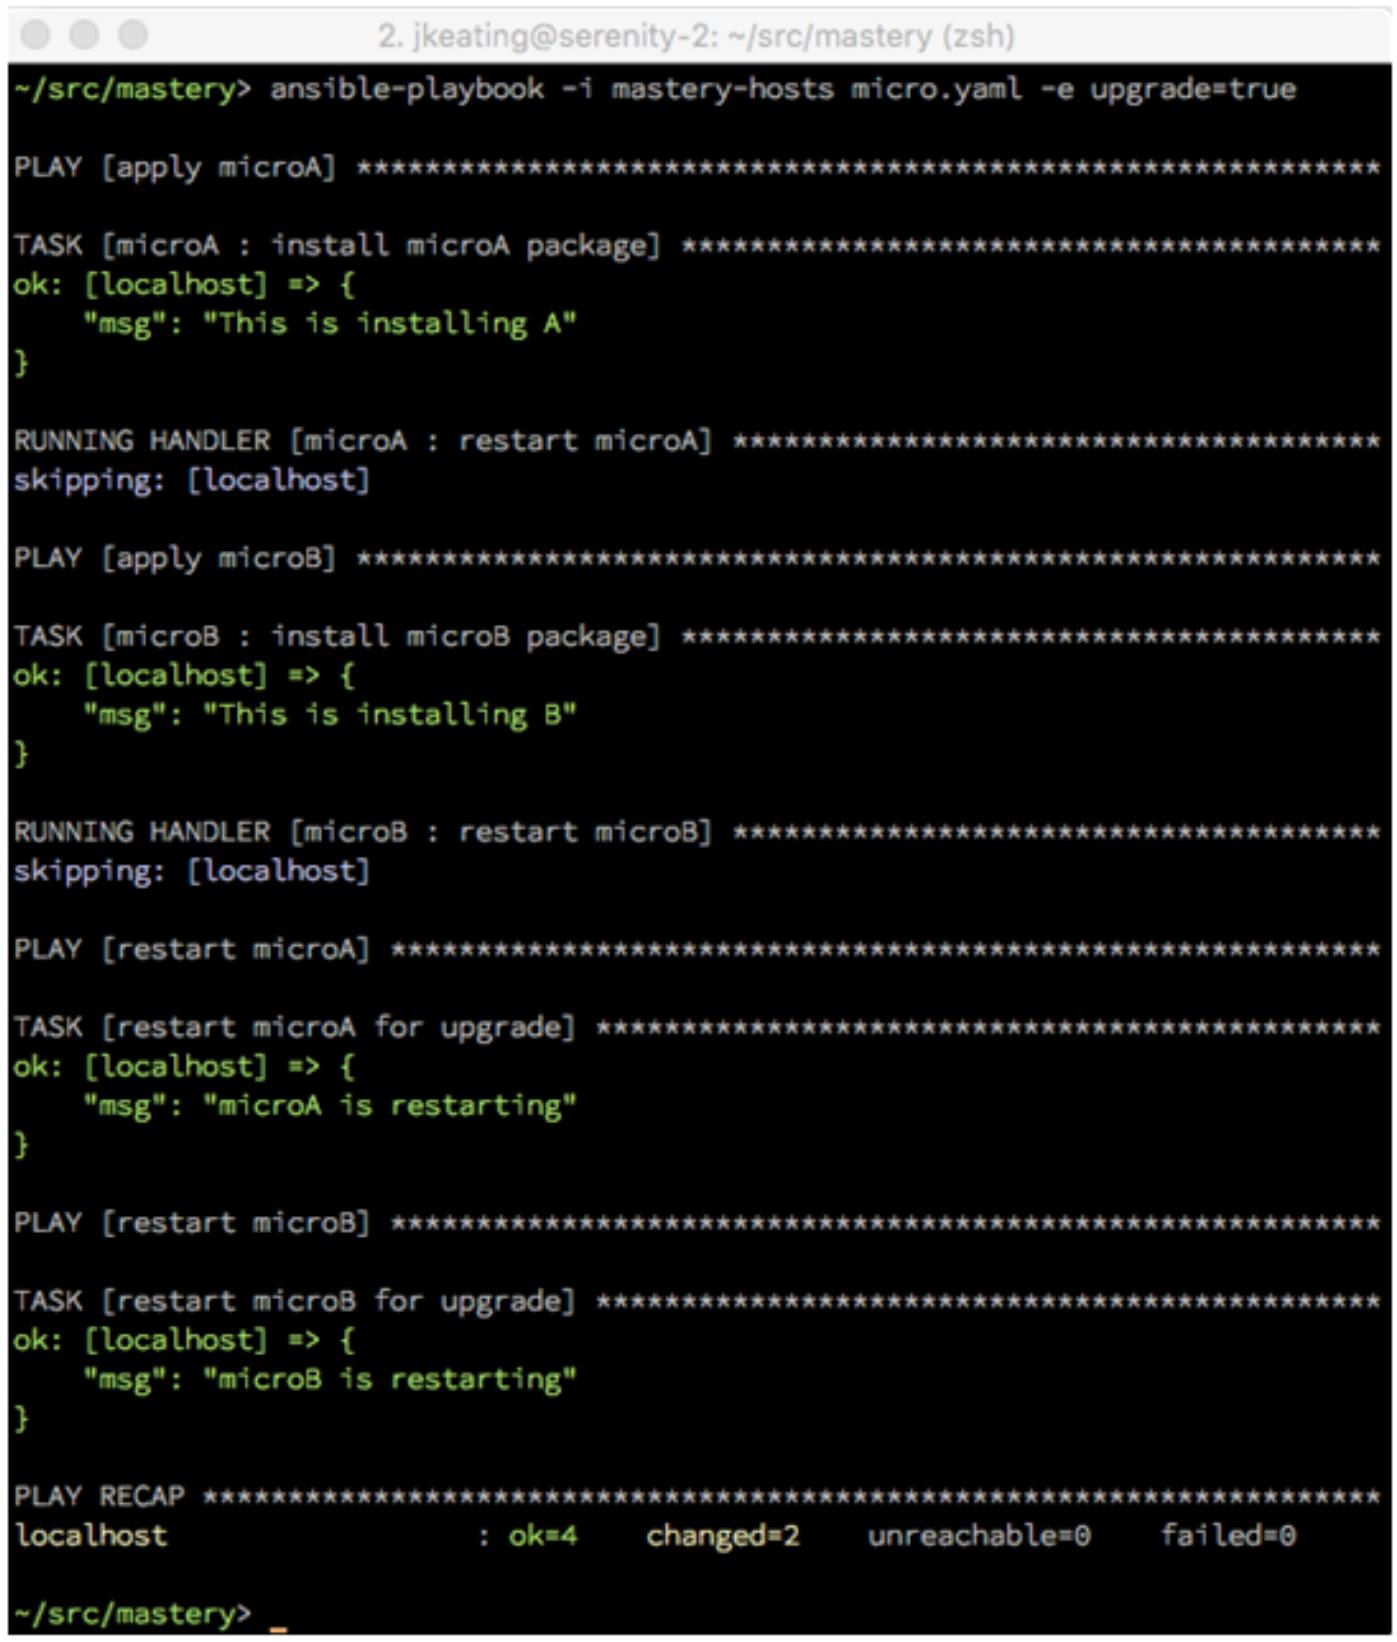 2. jkeating@serenity-2: ~/src/mastery (zsh)
~/src/mastery> ansible-playbook -i mastery-hosts micro.yaml -e upgrade=true
PLAY [apply microA] *************************************************************
TASK [microA : install microA package] *****************************************
ok: [localhost] => {
    "msg": "This is installing A"
}
RUNNING HANDLER [microA : restart microA] **************************************
skipping: [localhost]
PLAY [apply microB] *************************************************************
TASK [microB : install microB package] *****************************************
ok: [localhost] => {
    "msg": "This is installing B"
}
RUNNING HANDLER [microB : restart microB] **************************************
skipping: [localhost]
PLAY [restart microA] **********************************************************
TASK [restart microA for upgrade] **********************************************
ok: [localhost] => {
    "msg": "microA is restarting"
}
PLAY [restart microB] **********************************************************
TASK [restart microB for upgrade] **********************************************
ok: [localhost] => {
    "msg": "microB is restarting"
}
PLAY RECAP *********************************************************************
localhost                  : ok=4    changed=2    unreachable=0    failed=0
~/src/mastery> _